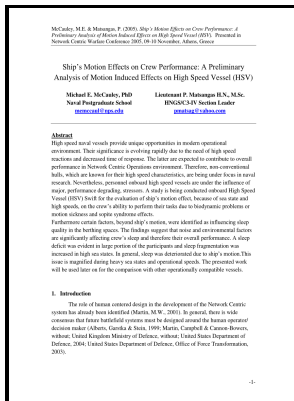 McCauley, M.E. & Matsangas, P. (2005). Ship's Motion Effects on Crew Performance: A
Preliminary Analysis of Motion Induced Effects on High Speed Vessel (HSV). Presented in
Network Centric Warfare Conference 2005, 09-10 November, Athens, Greece
Ship's Motion Effects on Crew Performance: A Preliminary
Analysis of Motion Induced Effects on High Speed Vessel (HSV)
Michael E. McCauley, PhD
Naval Postgraduate School
memccaul@nps.edu
Lieutenant P. Matsangas H.N., M.Sc.
HNGS/C3-IV Section Leader
pmatsag@yahoo.com
Abstract
High speed naval vessels provide unique opportunities in modern operational
environment. Their significance is evolving rapidly due to the need of high speed
reactions and decreased time of response. The latter are expected to contribute to overall
performance in Network Centric Operations environment. Therefore, non-conventional
hulls, which are known for their high speed characteristics, are being under focus in naval
research. Nevertheless, personnel onboard high speed vessels are under the influence of
major, performance degrading, stressors. A study is being conducted onboard High Speed
Vessel (HSV) Swift for the evaluation of ship's motion effect, because of sea state and
high speeds, on the crew's ability to perform their tasks due to biodynamic problems or
motion sickness and sopite syndrome effects.
Furthermore certain factors, beyond motion, were identified as influencing sleep
quality in the berthing spaces. The findings suggest that noise and environmental factors
are significantly affecting crew's sleep and therefore their overall performance. A sleep
deficit was evident in large portion of the participants and sleep fragmentation was
increased in high sea states. In general, sleep was deteriorated due to ship's motion.This
issue is magnified during heavy sea states and operational speeds. The presented work
will be used later on for the comparison with other operationally compatible vessels.
1. Introduction
The role of human centered design in the development of the Network Centric
system has already been identified (Martin, M.W., 2001). In general, there is wide
consensus that future battlefield systems must be designed around the human operator/
decision maker (Alberts, Garstka & Stein, 1999; Martin, Campbell & Cannon-Bowers,
without; United Kingdom Ministry of Defence, without; United States Department of
Defense, 2004; United States Department of Defence, Office of Force Transformation,
2003).
-1-